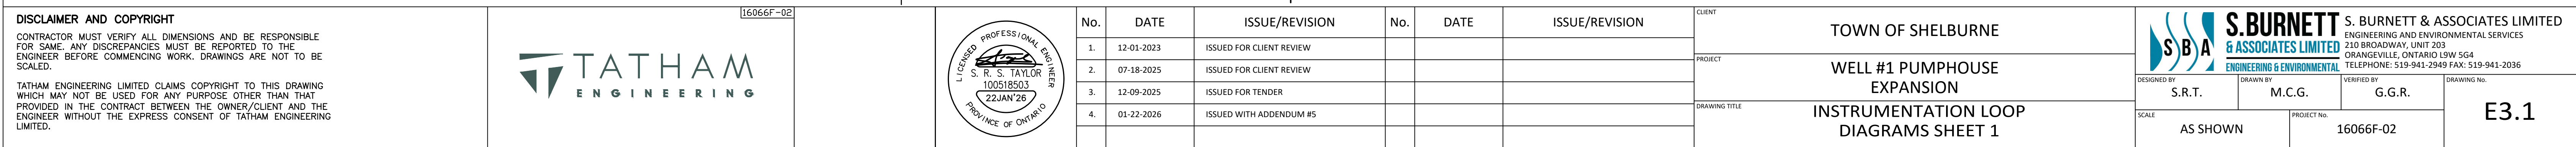 DISCLAIMER AND COPYRIGHT
CONTRACTOR MUST VERIFY ALL DIMENSIONS AND BE RESPONSIBLE
FOR SAME. ANY DISCREPANCIES MUST BE REPORTED TO THE
ENGINEER BEFORE COMMENCING WORK. DRAWINGS ARE NOT TO BE
SCALED.
TATHAM ENGINEERING LIMITED CLAIMS COPYRIGHT TO THIS DRAWING
WHICH MAY NOT BE USED FOR ANY PURPOSE OTHER THAN THAT
PROVIDED IN THE CONTRACT BETWEEN THE OWNER/CLIENT AND THE
ENGINEER WITHOUT THE EXPRESS CONSENT OF TATHAM ENGINEERING
LIMITED.
16066F-02
TATHAM
ENGINEERING
LICENSED PROFESSIONAL ENGINEER
S. R. S. TAYLOR
100518503
22JAN'26
PROVINCE OF ONTARIO
No. DATE ISSUE/REVISION No. DATE ISSUE/REVISION
1. 12-01-2023 ISSUED FOR CLIENT REVIEW
2. 07-18-2025 ISSUED FOR CLIENT REVIEW
3. 12-09-2025 ISSUED FOR TENDER
4. 01-22-2026 ISSUED WITH ADDENDUM #5
CLIENT
TOWN OF SHELBURNE
PROJECT
WELL #1 PUMPHOUSE
EXPANSION
DRAWING TITLE
INSTRUMENTATION LOOP
DIAGRAMS SHEET 1
SBA
S.BURNETT
& ASSOCIATES LIMITED
ENGINEERING & ENVIRONMENTAL
S. BURNETT & ASSOCIATES LIMITED
ENGINEERING AND ENVIRONMENTAL SERVICES
210 BROADWAY, UNIT 203
ORANGEVILLE, ONTARIO L9W 5G4
TELEPHONE: 519-941-2949 FAX: 519-941-2036
DESIGNED BY
S.R.T.
DRAWN BY
M.C.G.
VERIFIED BY
G.G.R.
DRAWING No.
E3.1
SCALE
AS SHOWN
PROJECT No.
16066F-02